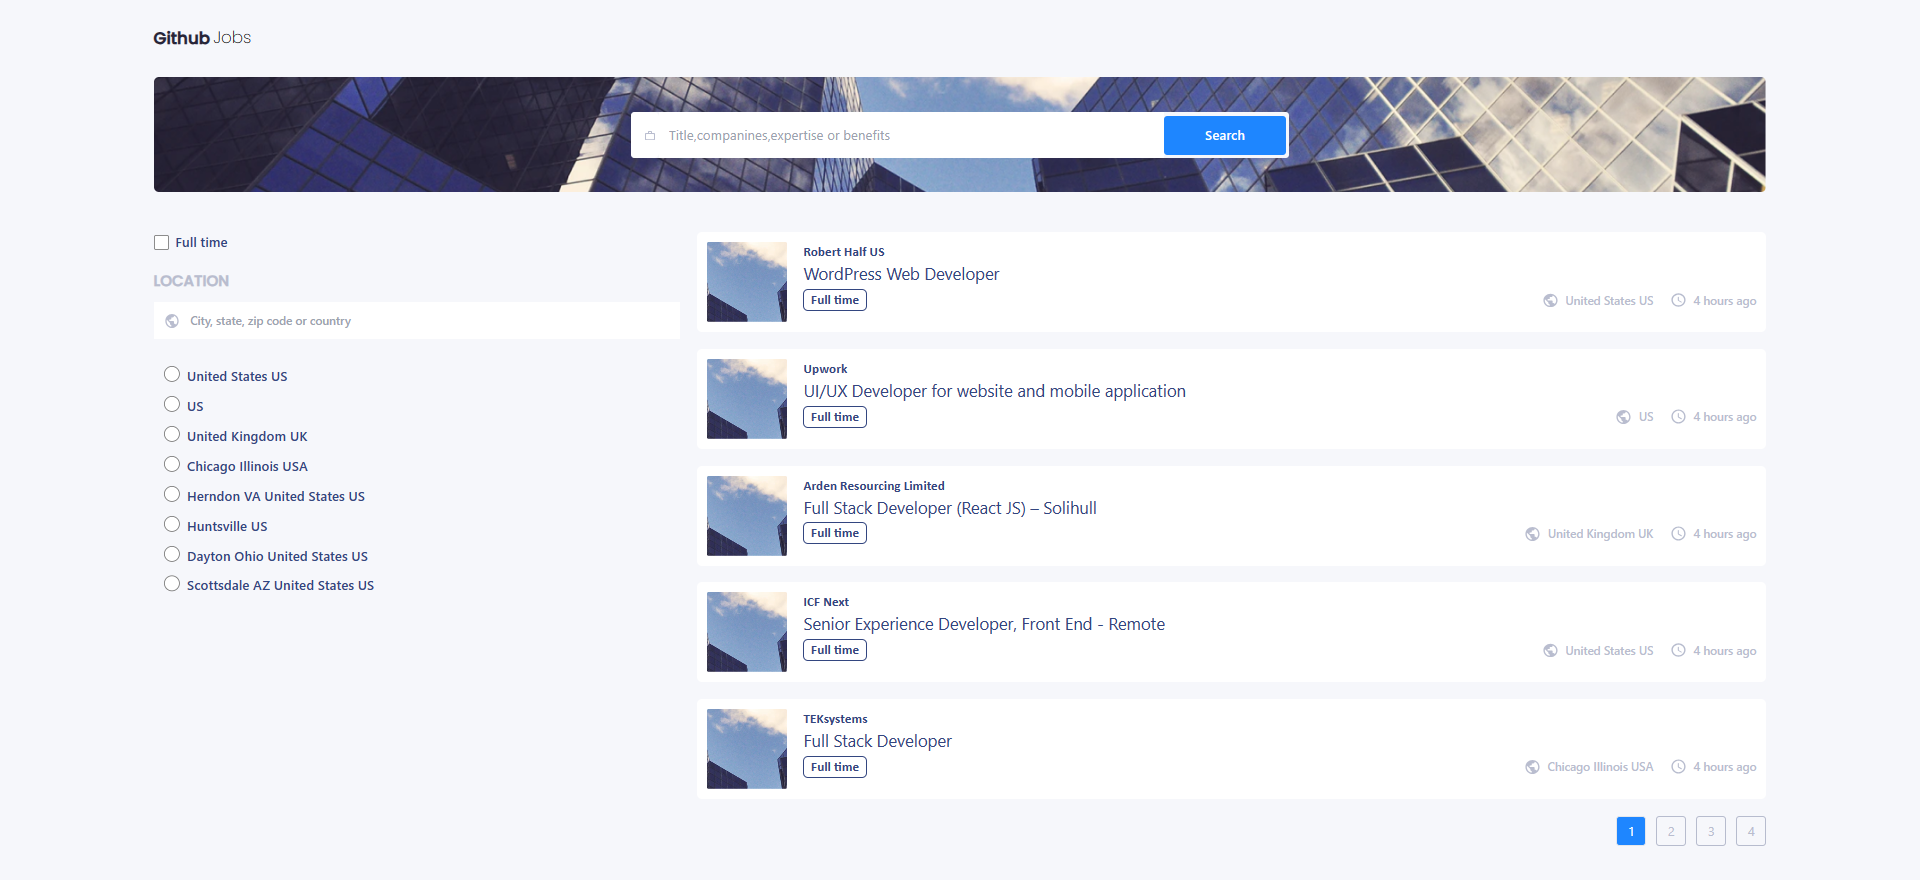 Github Jobs
Title,companines,expertise or benefits
Search
Full time
LOCATION
City, state, zip code or country
United States US
US
United Kingdom UK
Chicago Illinois USA
Herndon VA United States US
Huntsville US
Dayton Ohio United States US
Scottsdale AZ United States US
Robert Half US
WordPress Web Developer
Full time
United States US 4 hours ago
Upwork
UI/UX Developer for website and mobile application
Full time
US 4 hours ago
Arden Resourcing Limited
Full Stack Developer (React JS) – Solihull
Full time
United Kingdom UK 4 hours ago
ICF Next
Senior Experience Developer, Front End - Remote
Full time
United States US 4 hours ago
TEKsystems
Full Stack Developer
Full time
Chicago Illinois USA 4 hours ago
1 2 3 4